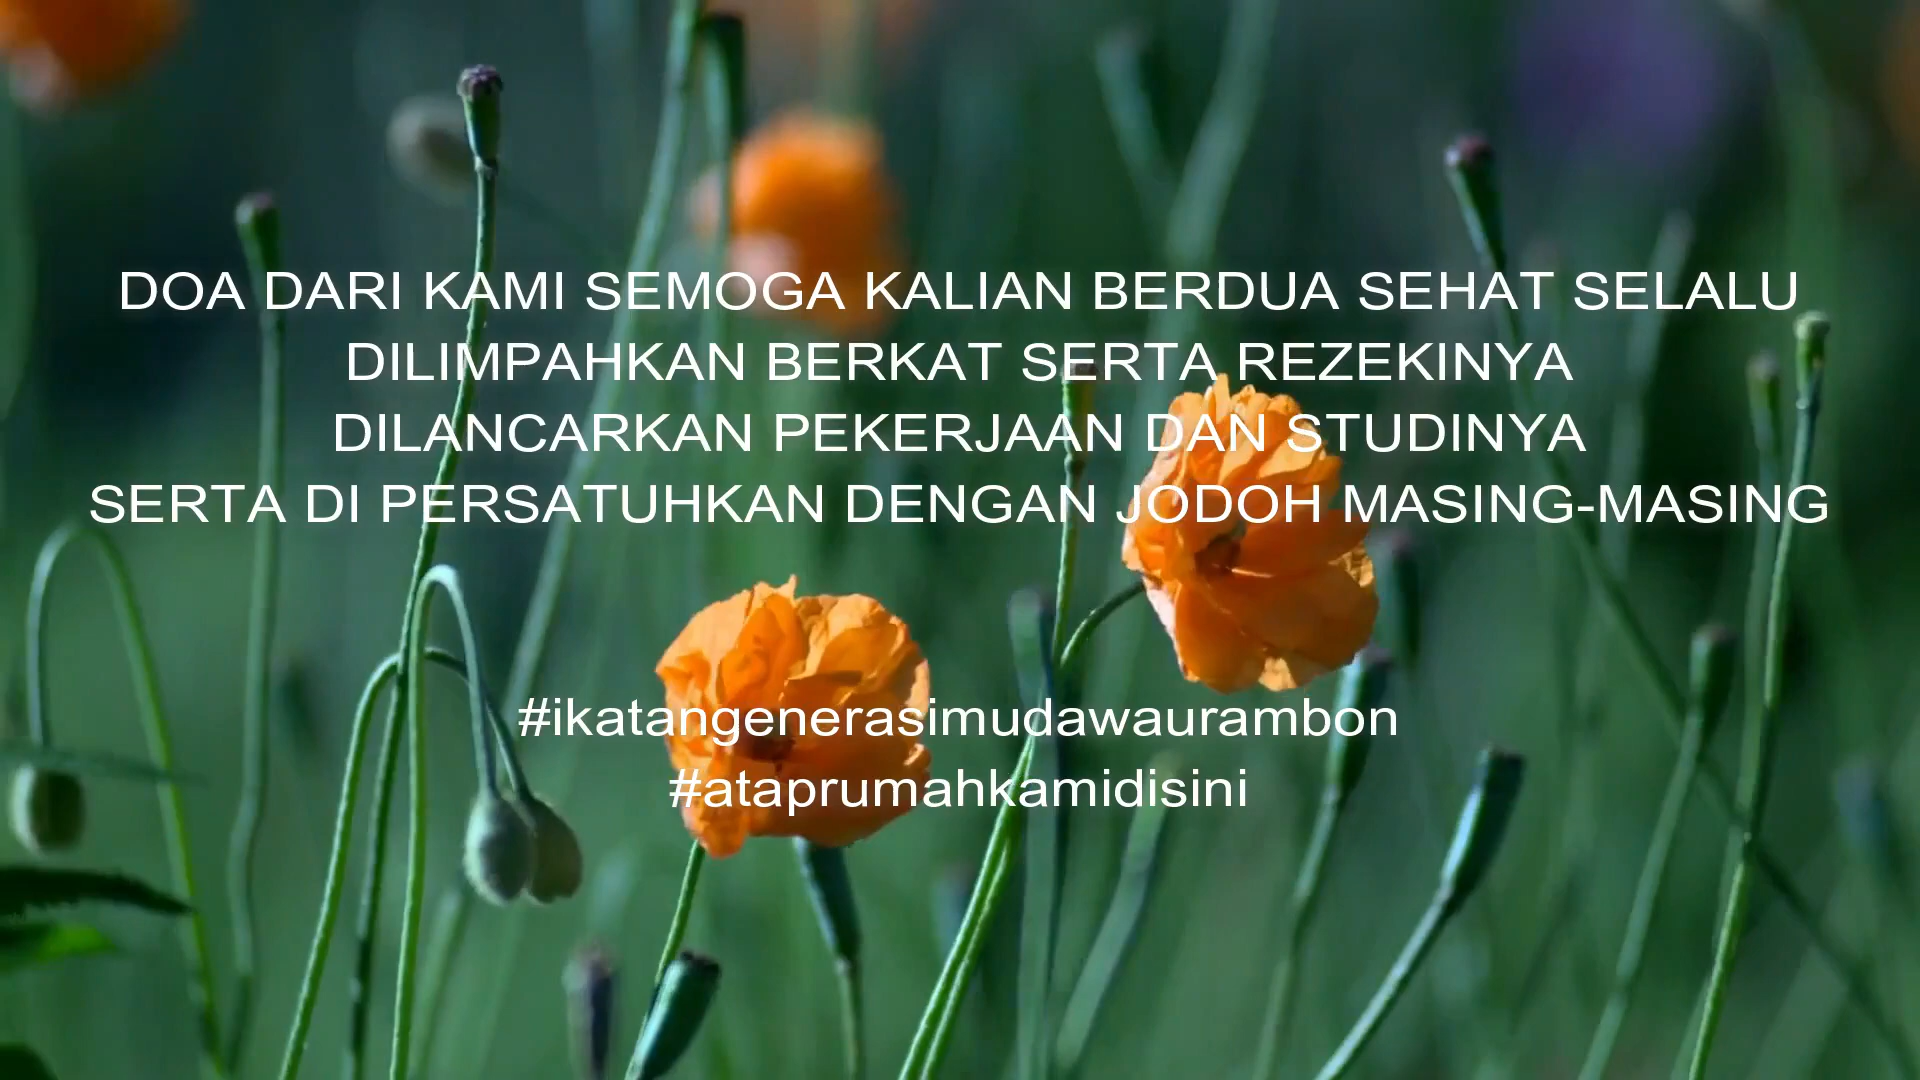 DOA DARI KAMI SEMOGA KALIAN BERDUA SEHAT SELALU
DILIMPAHKAN BERKAT SERTA REZEKINYA
DILANCARKAN PEKERJAAN DAN STUDINYA
SERTA DI PERSATUHKAN DENGAN JODOH MASING-MASING
#ikatangenerasimudawaurambon
#ataprumahkamidisini